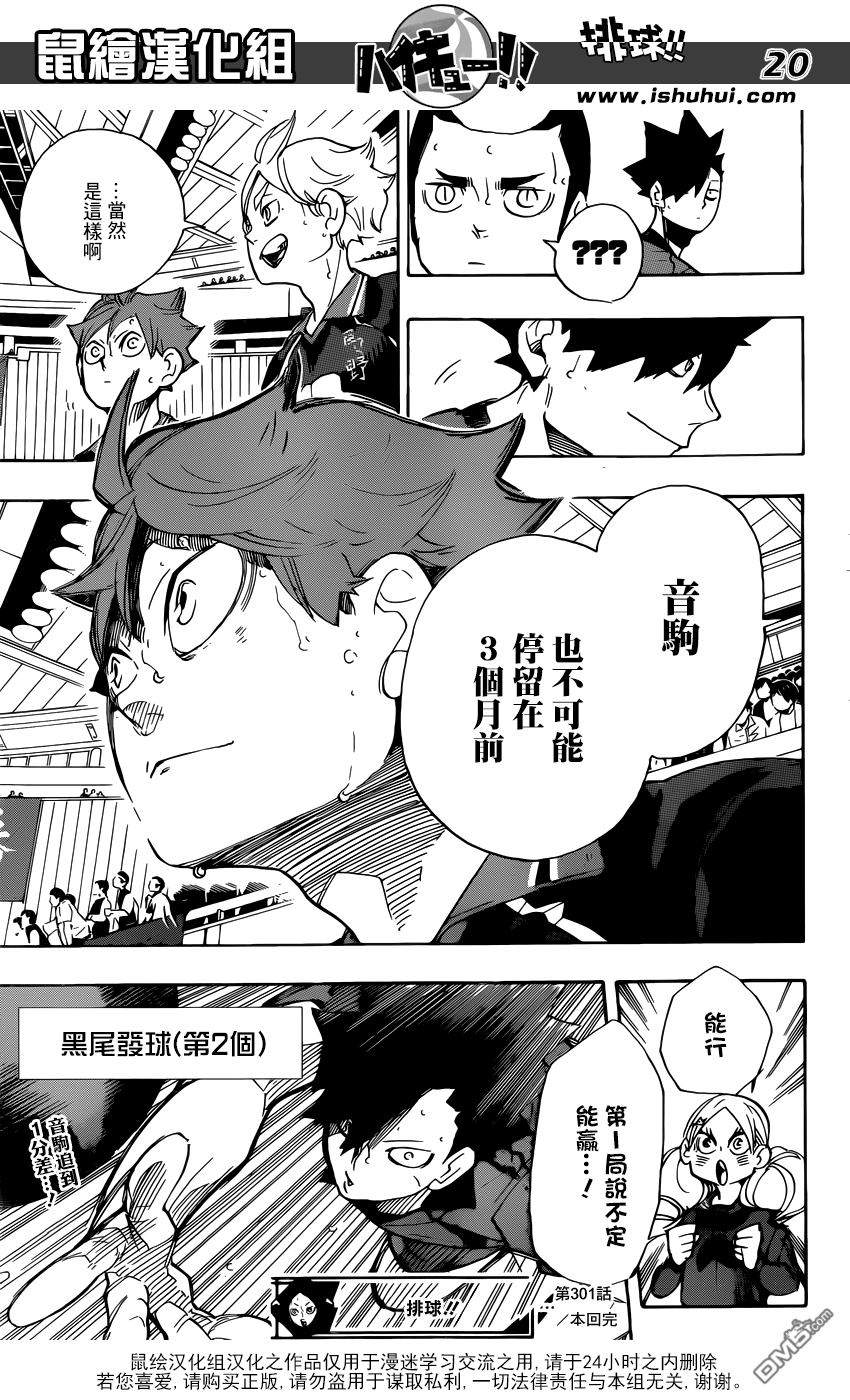 鼠繪漢化組
ハイキュー!!
排球!!
20
www.ishuhui.com
???
…當然
是這樣啊
烏野
音駒
也不可能
停留在
3個月前
能行
第1局說不定
能贏…!
黑尾發球(第2個)
音駒追到
1分差…!
排球!!
第301話
/本回完
鼠绘汉化组汉化之作品仅用于漫迷学习交流之用, 请于24小时之内删除
若您喜爱, 请购买正版, 请勿盗用于谋取私利, 一切法律责任与本组无关, 谢谢.
DM5.com